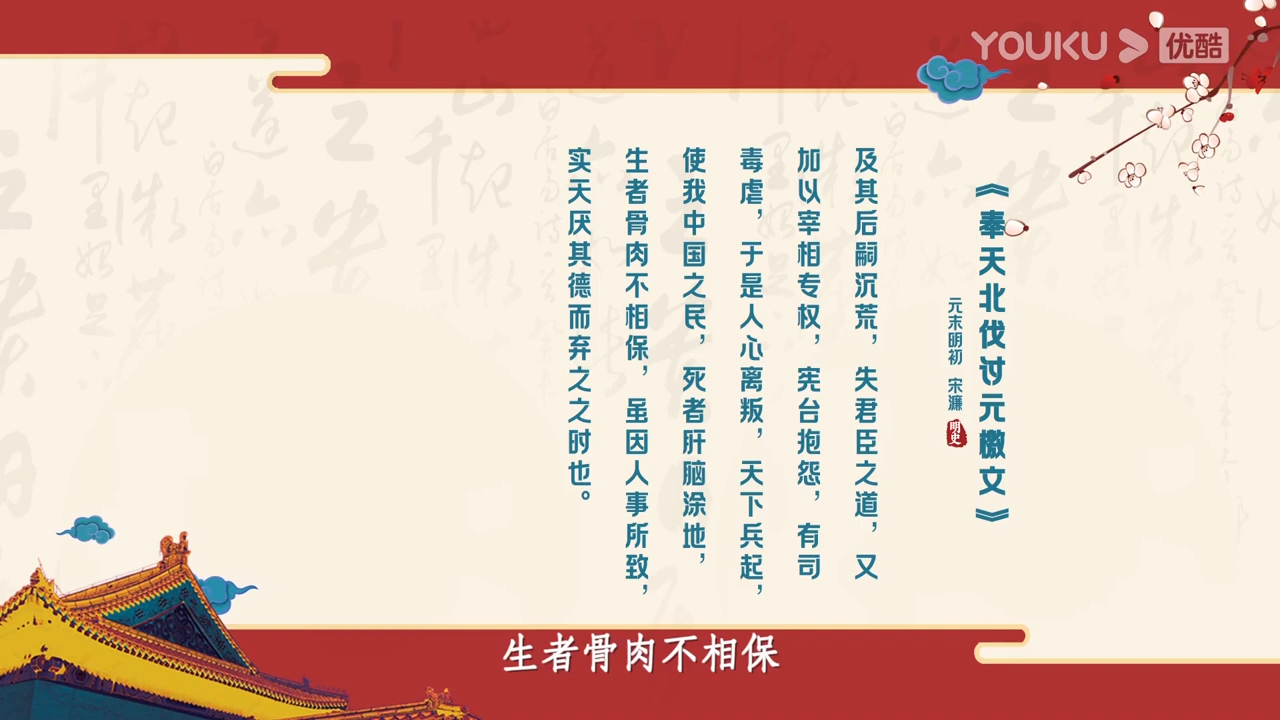 YOUKU 优酷
《奉天北伐讨元檄文》
元末明初 宋濂
明史
及其后嗣沉荒，失君臣之道，又
加以宰相专权，宪台抱怨，有司
毒虐，于是人心离叛，天下兵起，
使我中国之民，死者肝脑涂地，
生者骨肉不相保，虽因人事所致，
实天厌其德而弃之之时也。
生者骨肉不相保